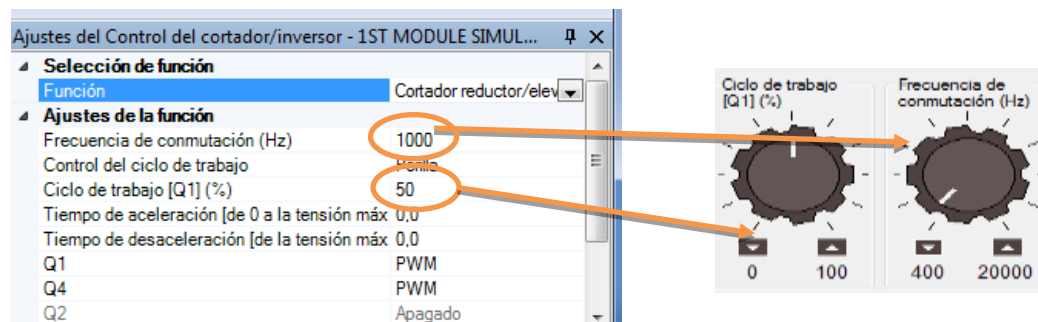 Ajustes del Control del cortador/inversor - 1ST MODULE SIMUL...
Selección de función
Función Cortador reductor/elev
Ajustes de la función
Frecuencia de conmutación (Hz) 1000
Control del ciclo de trabajo Perilla
Ciclo de trabajo [Q1] (%) 50
Tiempo de aceleración [de 0 a la tensión máx 0,0
Tiempo de desaceleración [de la tensión máx 0,0
Q1 PWM
Q4 PWM
Q2 Apagado
Ciclo de trabajo
[Q1] (%)
0 100
Frecuencia de
conmutación (Hz)
400 20000